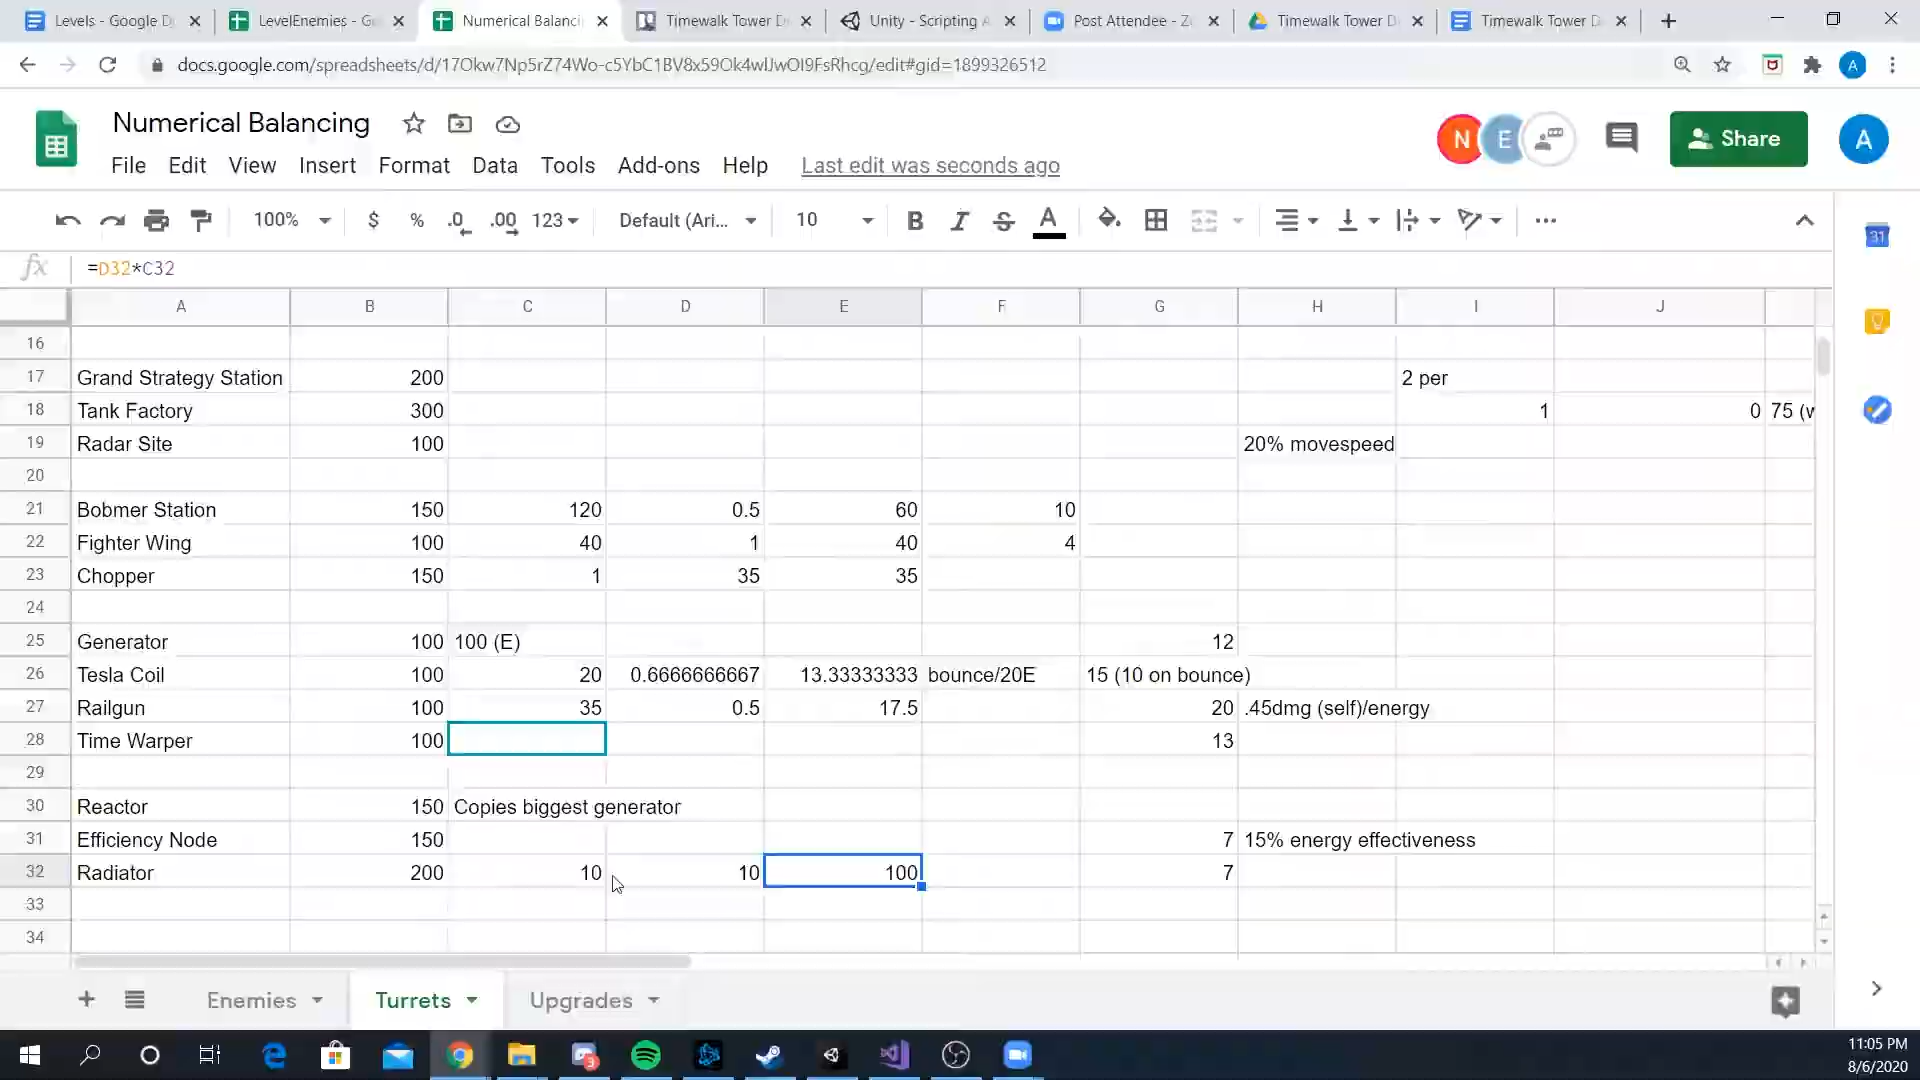 Levels - Google D
LevelEnemies - G
Numerical Balanci
Timewalk Tower D
Unity - Scripting A
Post Attendee - Z
Timewalk Tower D
Timewalk Tower D
docs.google.com/spreadsheets/d/17Okw7Np5rZ74Wo-c5YbC1BV8x59Ok4wlJwOI9FsRhcg/edit#gid=1899326512
A
Numerical Balancing
N E
Share
A
File Edit View Insert Format Data Tools Add-ons Help Last edit was seconds ago
100% $ % .0 .00 123 Default (Ari... 10 B I S A
31
fx =D32*C32
A B C D E F G H I J
16
17 Grand Strategy Station 200 2 per
18 Tank Factory 300 1 0 75 (w
19 Radar Site 100 20% movespeed
20
21 Bobmer Station 150 120 0.5 60 10
22 Fighter Wing 100 40 1 40 4
23 Chopper 150 1 35 35
24
25 Generator 100 100 (E) 12
26 Tesla Coil 100 20 0.6666666667 13.33333333 bounce/20E 15 (10 on bounce)
27 Railgun 100 35 0.5 17.5 20 .45dmg (self)/energy
28 Time Warper 100 13
29
30 Reactor 150 Copies biggest generator
31 Efficiency Node 150 7 15% energy effectiveness
32 Radiator 200 10 10 100 7
33
34
Enemies Turrets Upgrades
3
11:05 PM
8/6/2020